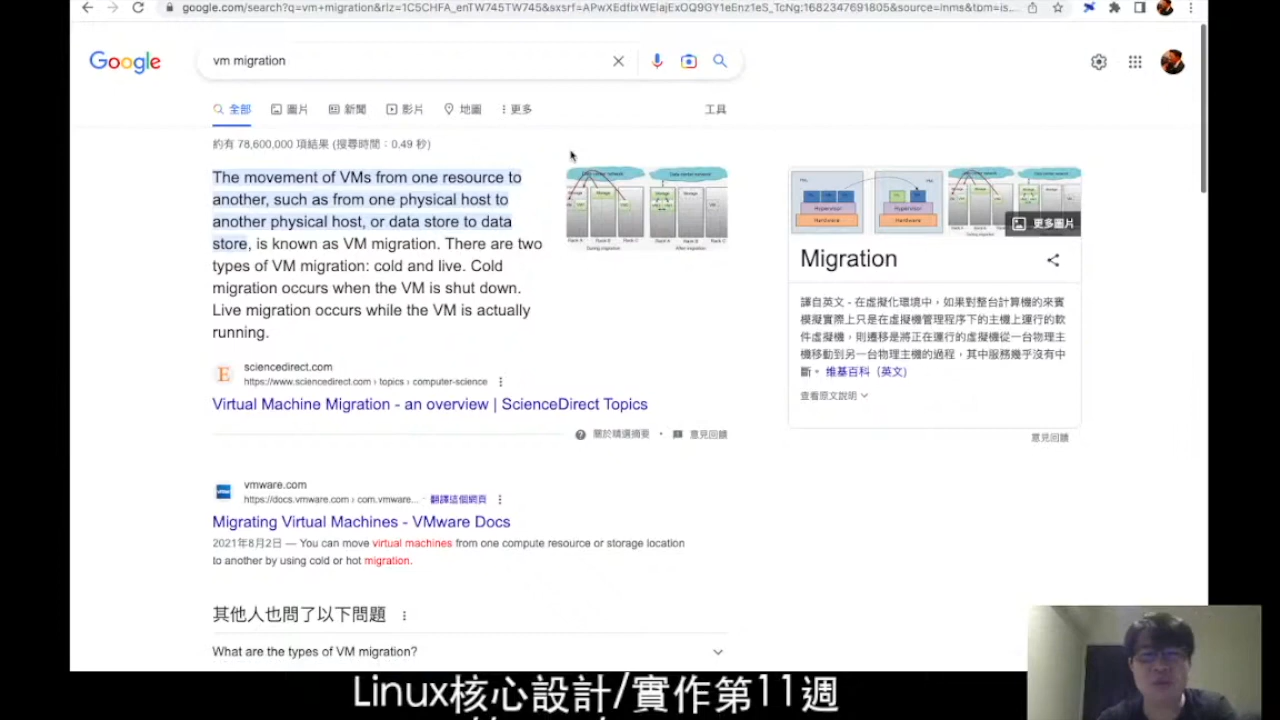 google.com/search?q=vm+migration&rlz=1C5CHFA_enTW745TW745&sxsrf=APwXEdfixWElajExOQ9GY1eEnz1eS_TcNg:1682347691805&source=lnms&tbm=is...
Google
vm migration
全部
圖片
新聞
影片
地圖
更多
工具
約有 78,600,000 項結果 (搜尋時間：0.49 秒)
The movement of VMs from one resource to
another, such as from one physical host to
another physical host, or data store to data
store, is known as VM migration. There are two
types of VM migration: cold and live. Cold
migration occurs when the VM is shut down.
Live migration occurs while the VM is actually
running.
sciencedirect.com
https://www.sciencedirect.com › topics › computer-science
Virtual Machine Migration - an overview | ScienceDirect Topics
關於精選摘要 • 意見回饋
vmware.com
https://docs.vmware.com › com.vmware... · 翻譯這個網頁
Migrating Virtual Machines - VMware Docs
2021年8月2日 — You can move virtual machines from one compute resource or storage location
to another by using cold or hot migration.
其他人也問了以下問題
What are the types of VM migration?
Hypervisor
Hardware
Hypervisor
Hardware
更多圖片
Migration
譯自英文 - 在虛擬化環境中，如果對整台計算機的來賓
模擬實際上只是在虛擬機管理程序下的主機上運行的軟
件虛擬機，則遷移是將正在運行的虛擬機從一台物理主
機移動到另一台物理主機的過程，其中服務幾乎沒有中
斷。 维基百科（英文）
查看原文說明
意見回饋
Linux核心設計/實作第11週